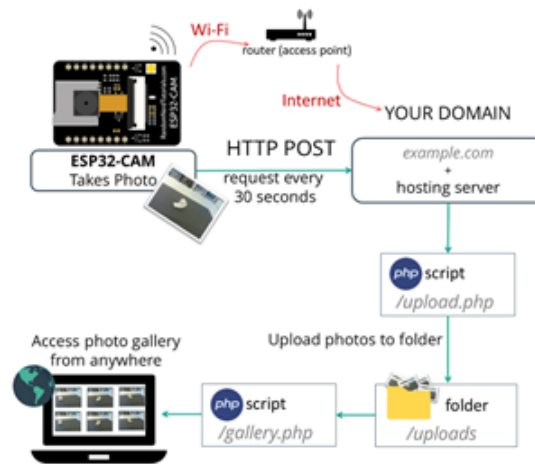 Wi-Fi
router (access point)
Internet
YOUR DOMAIN
ESP32-CAM
ESP32-CAM
Takes Photo
HTTP POST
request every
30 seconds
example.com
+
hosting server
php script
/upload.php
Upload photos to folder
Access photo gallery
from anywhere
php script
/gallery.php
folder
/uploads